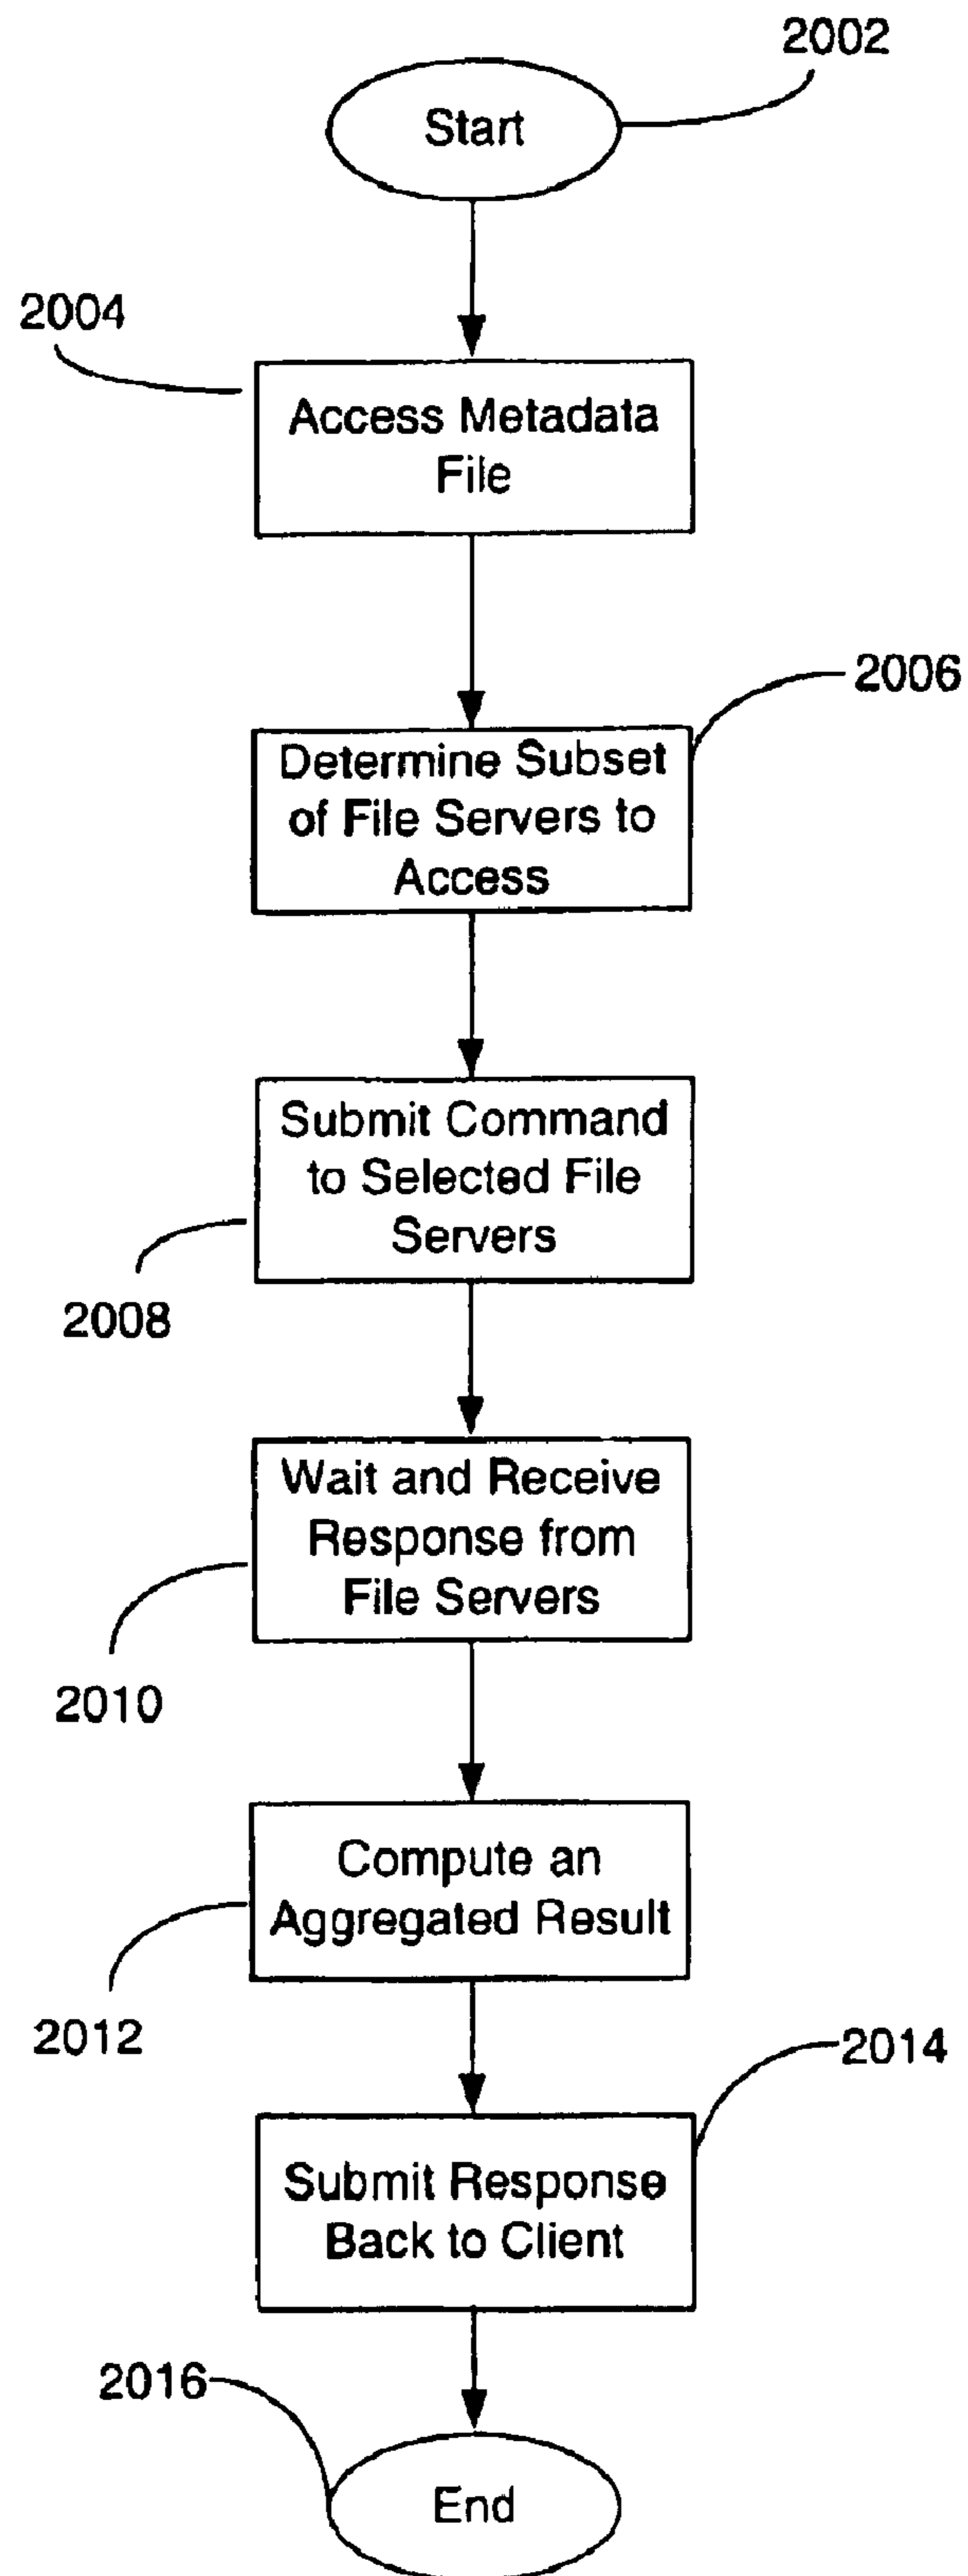 2002
Start
2004
Access Metadata
File
2006
Determine Subset
of File Servers to
Access
Submit Command
to Selected File
Servers
2008
Wait and Receive
Response from
File Servers
2010
Compute an
Aggregated Result
2012
2014
Submit Response
Back to Client
2016
End